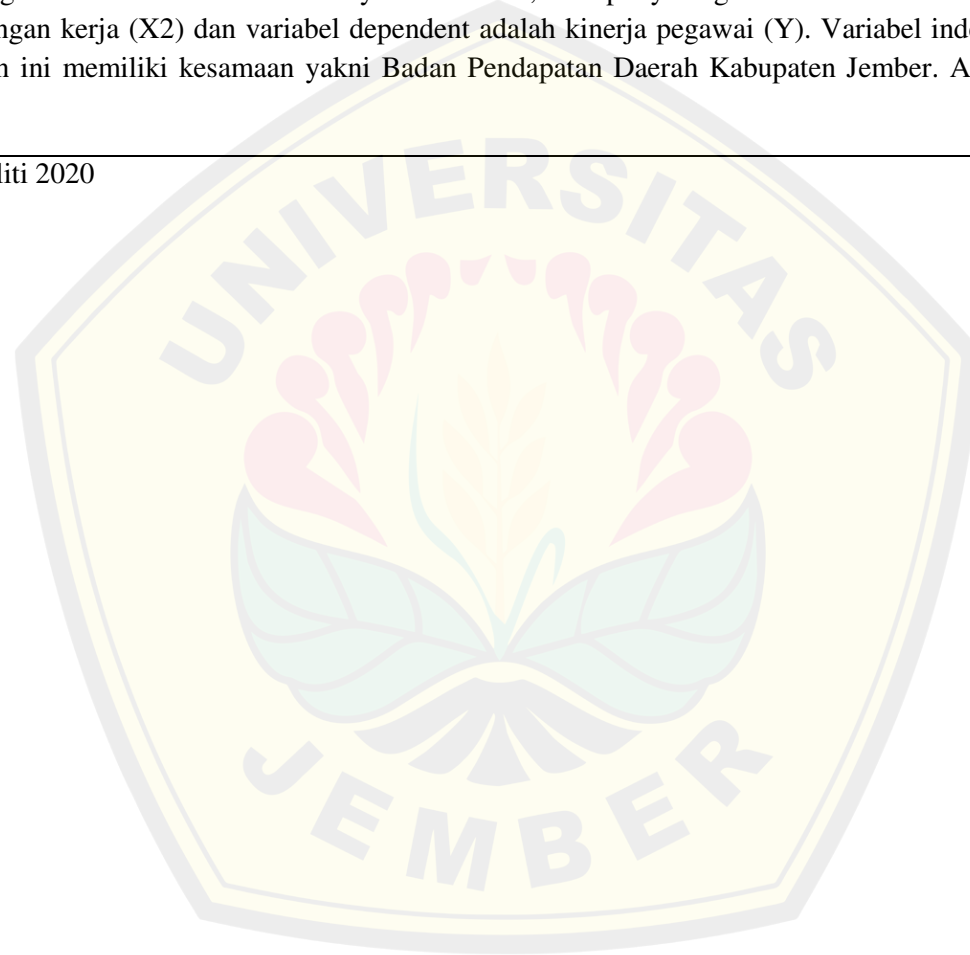 ngan kerja (X2) dan variabel dependent adalah kinerja pegawai (Y). Variabel inde
n ini memiliki kesamaan yakni Badan Pendapatan Daerah Kabupaten Jember. A
liti 2020
UNIVERSITAS
JEMBER